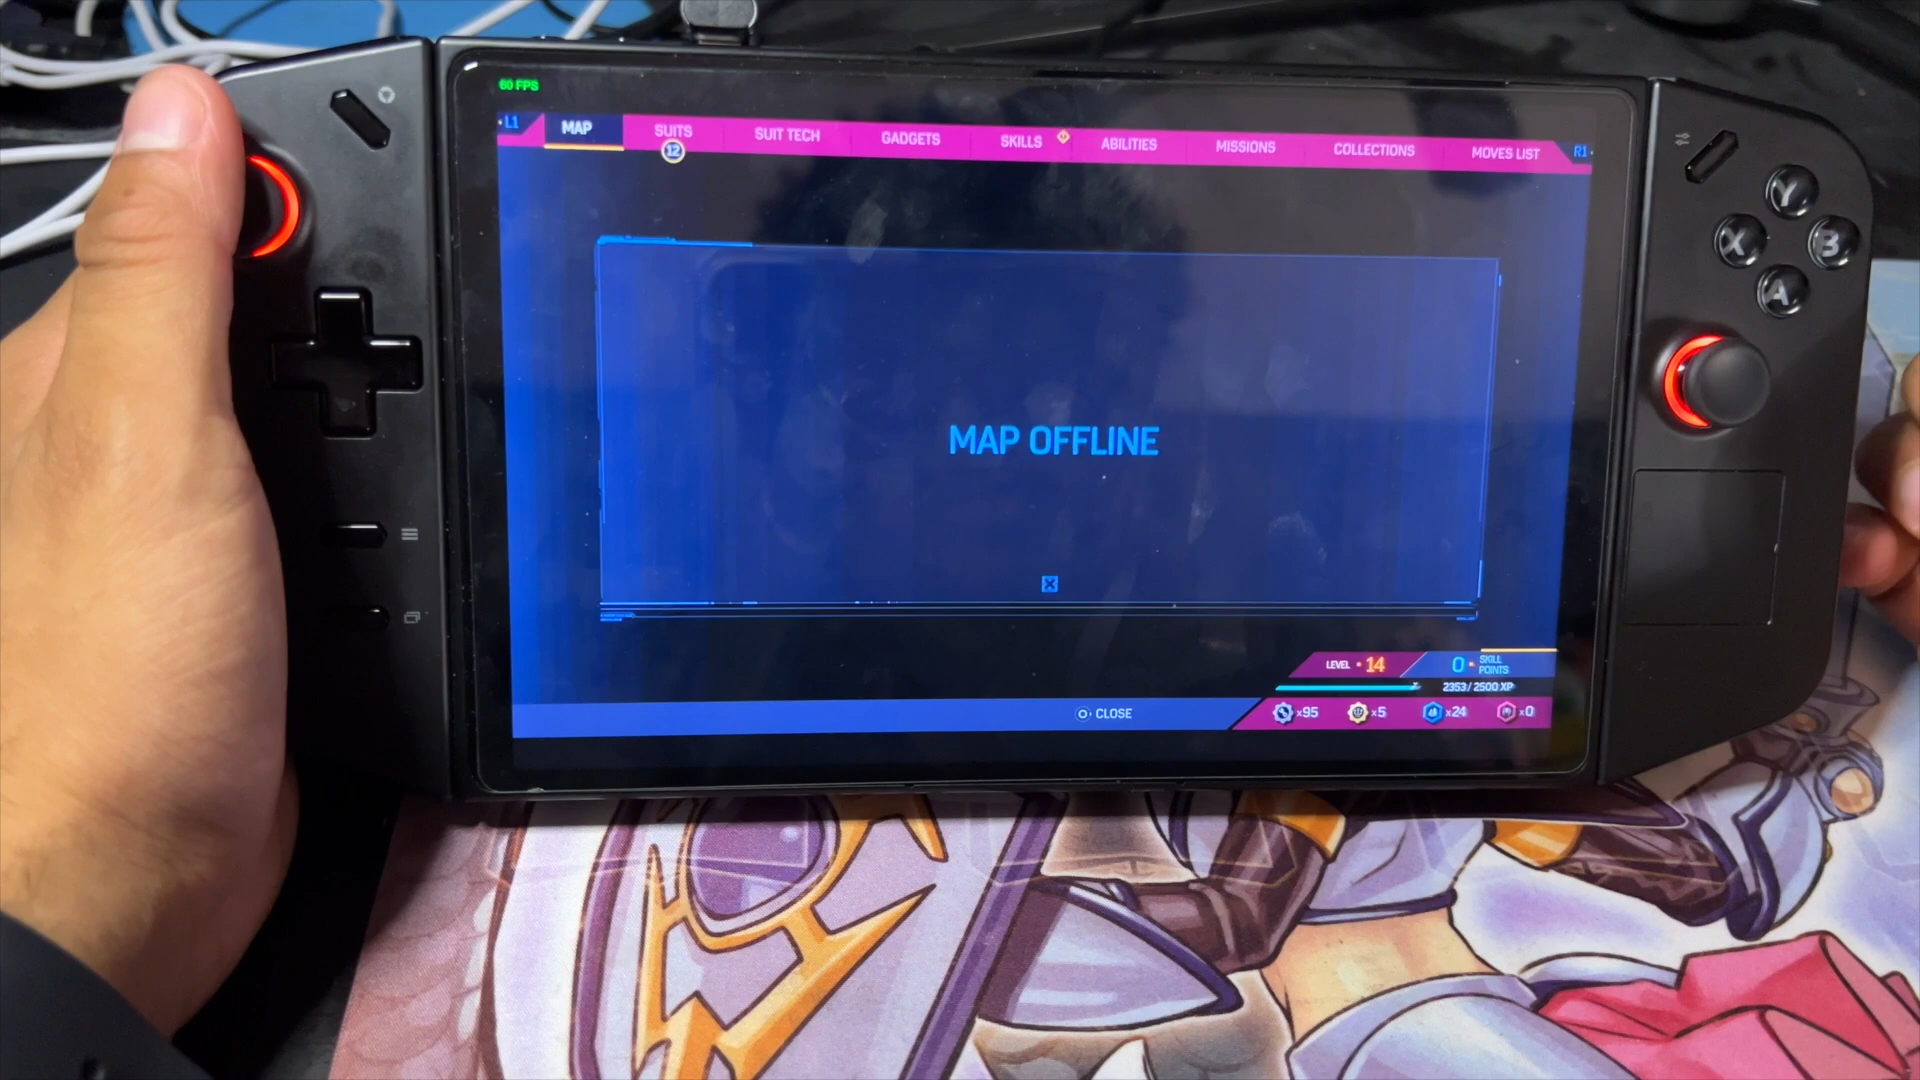 60 FPS
L1 MAP SUITS SUIT TECH GADGETS SKILLS ABILITIES MISSIONS COLLECTIONS MOVES LIST R1
12
MAP OFFLINE
LEVEL 14 0 SKILL POINTS
2353/2500 XP
CLOSE x95 x5 x24 x0
Y
X B
A